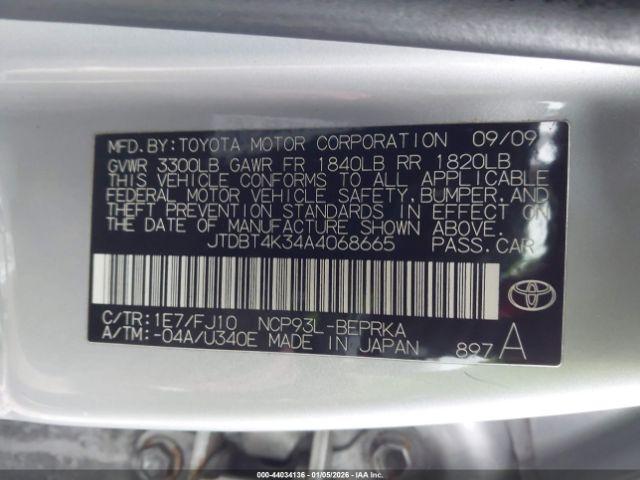 MFD.BY:TOYOTA MOTOR CORPORATION 09/09
GVWR 3300LB GAWR FR 1840LB RR 1820LB
THIS VEHICLE CONFORMS TO ALL APPLICABLE
FEDERAL MOTOR VEHICLE SAFETY,BUMPER,AND
THEFT PREVENTION STANDARDS IN EFFECT ON
THE DATE OF MANUFACTURE SHOWN ABOVE.
JTDBT4K34A4068665 PASS.CAR
C/TR:1E7/FJ10 NCP93L-BEPRKA
A/TM:-04A/U340E MADE IN JAPAN 897 A
000-44034136 | 01/05/2026 - IAAHOLDINGS.COM